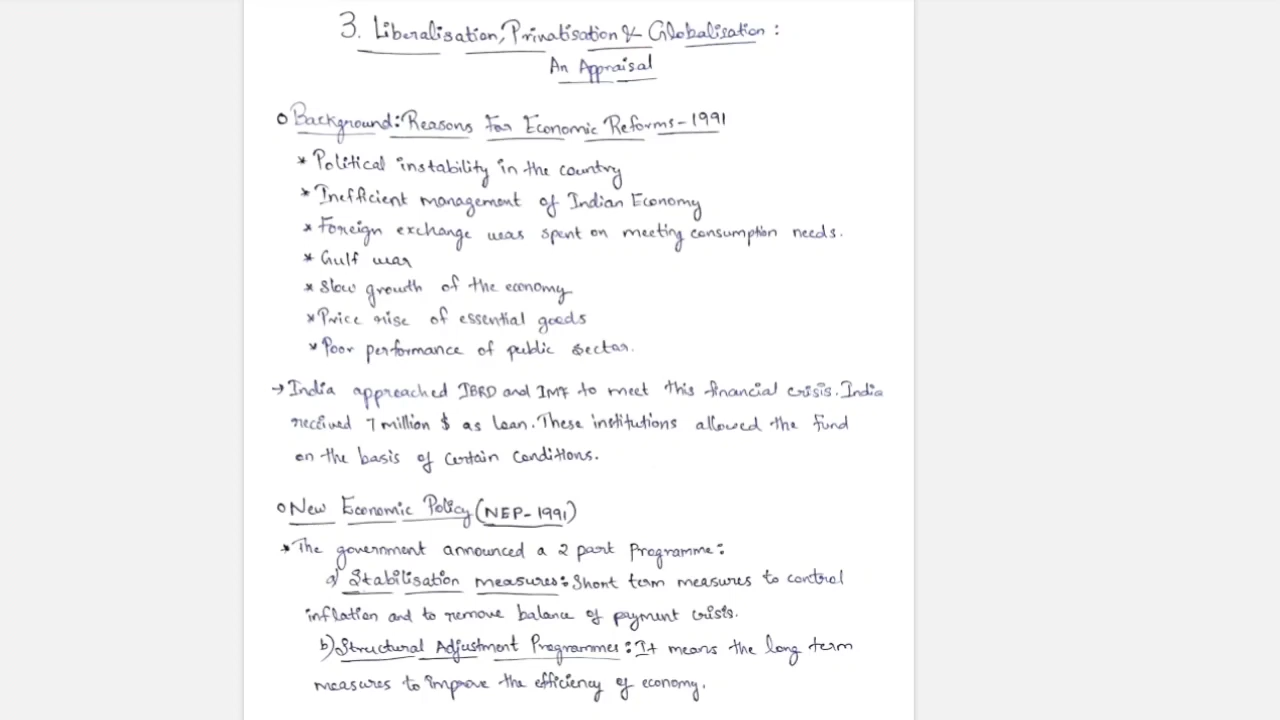 3. Liberalisation, Privatisation & Globalisation :
An Appraisal
Background: Reasons For Economic Reforms - 1991
* Political instability in the country
* Inefficient management of Indian Economy
* Foreign exchange was spent on meeting consumption needs.
* Gulf war
* Slow growth of the economy
* Price rise of essential goods
* Poor performance of public sector.
→ India approached IBRD and IMF to meet this financial crisis. India
received 7 million $ as loan. These institutions allowed the fund
on the basis of certain conditions.
New Economic Policy (NEP - 1991)
* The government announced a 2 part Programme:
a) Stabilisation measures: Short term measures to control
inflation and to remove balance of payment crisis.
b) Structural Adjustment Programmes: It means the long term
measures to improve the efficiency of economy.